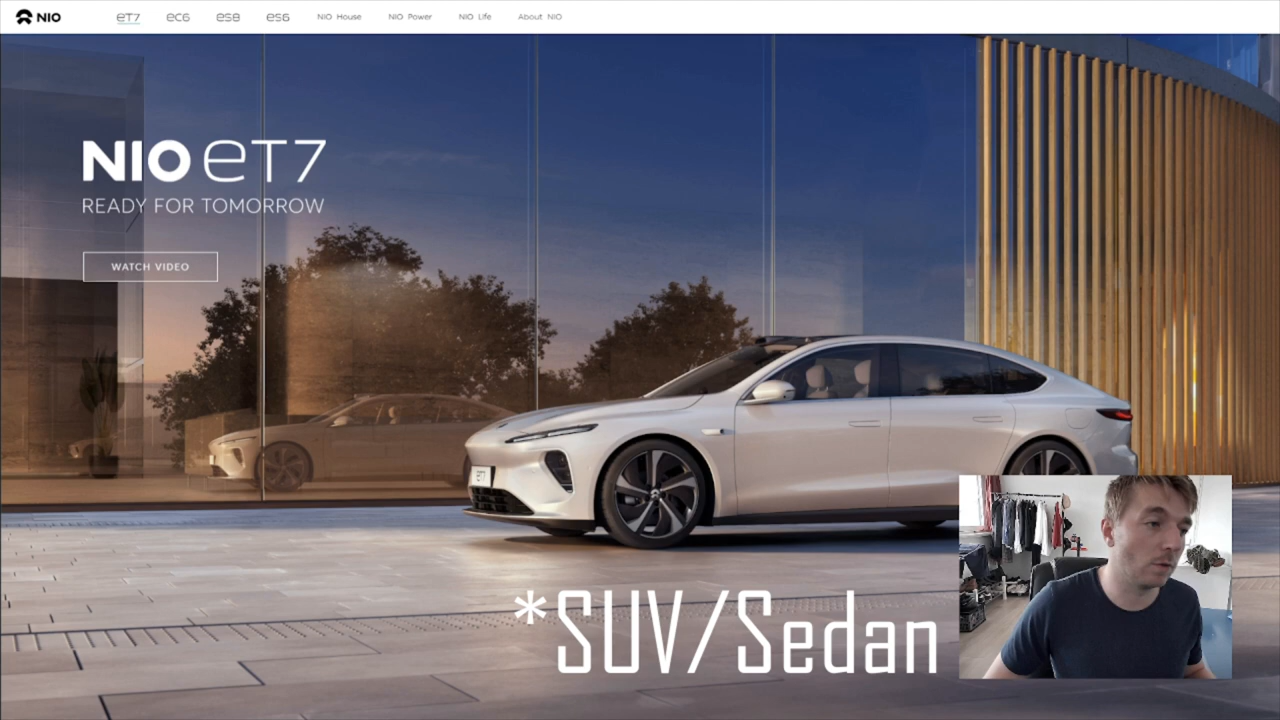 NIO eT7 eC6 eS8 eS6 NIO House NIO Power NIO Life About NIO
NIO eT7
READY FOR TOMORROW
WATCH VIDEO
eT7
*SUV/Sedan